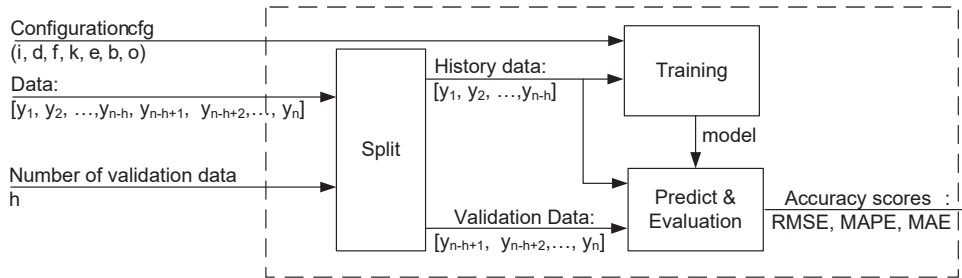 Configurationcfg
(i, d, f, k, e, b, o)
Data:
[y1, y2, ...,yn-h, yn-h+1, yn-h+2,..., yn]
Number of validation data
h
Split
History data:
[y1, y2, ...,yn-h]
Validation Data:
[yn-h+1, yn-h+2,..., yn]
Training
model
Predict &
Evaluation
Accuracy scores :
RMSE, MAPE, MAE